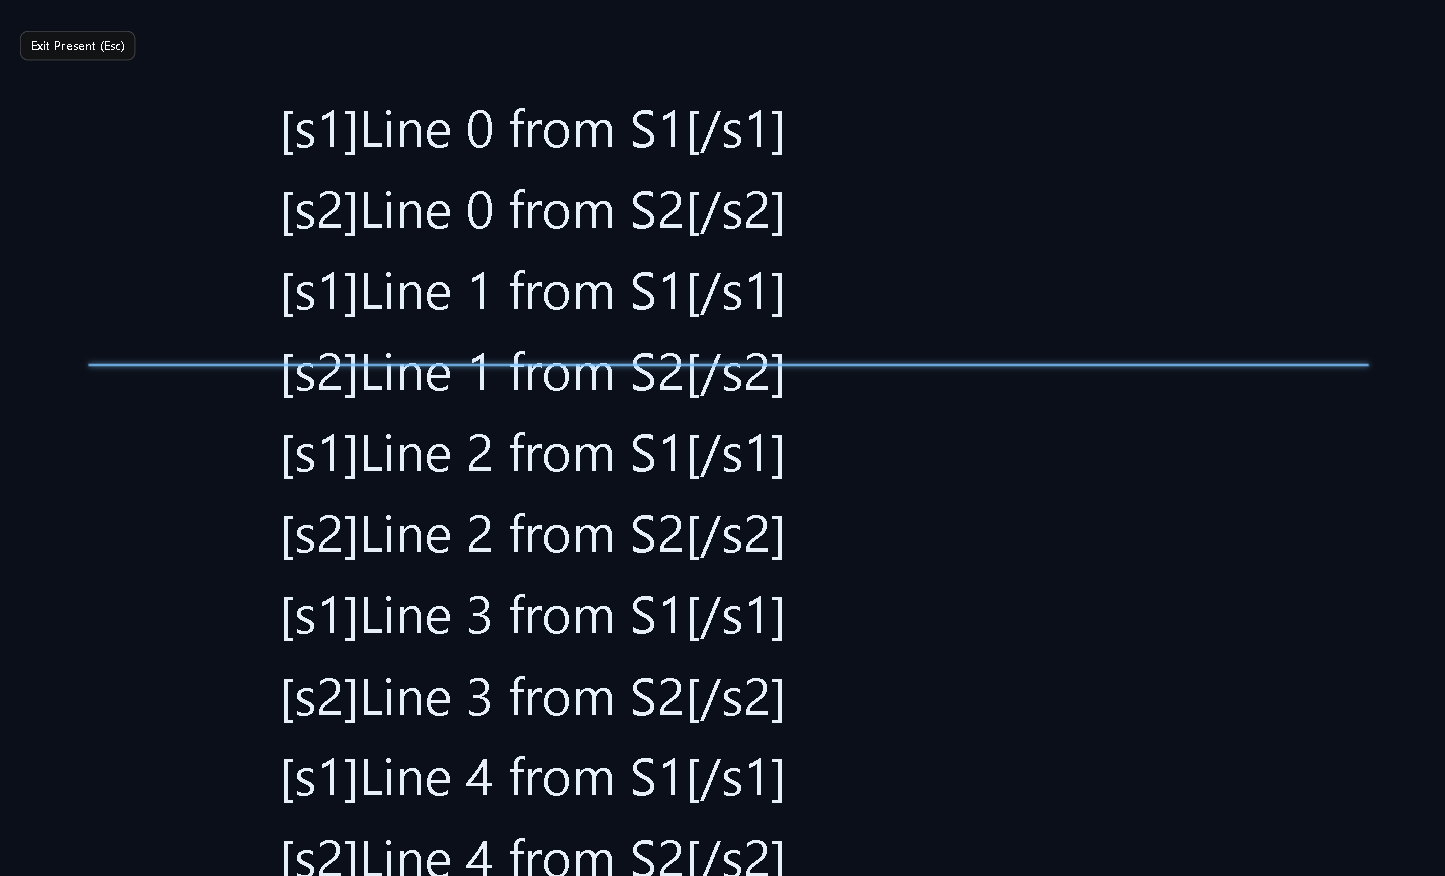 Exit Present (Esc)
[s1]Line 0 from S1[/s1]
[s2]Line 0 from S2[/s2]
[s1]Line 1 from S1[/s1]
[s2]Line 1 from S2[/s2]
[s1]Line 2 from S1[/s1]
[s2]Line 2 from S2[/s2]
[s1]Line 3 from S1[/s1]
[s2]Line 3 from S2[/s2]
[s1]Line 4 from S1[/s1]
[s2]Line 4 from S2[/s2]